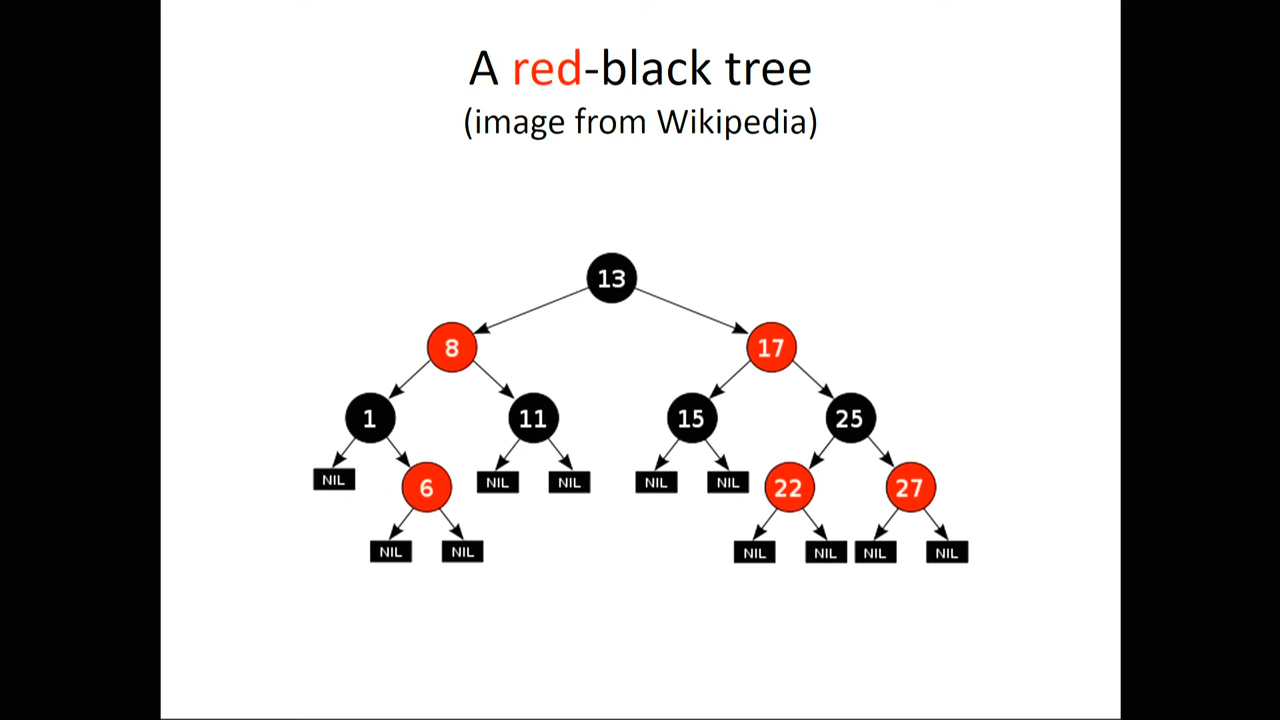 A red-black tree
(image from Wikipedia)
13
8 17
1 11 15 25
NIL 6 NIL NIL NIL NIL 22 27
NIL NIL NIL NIL NIL NIL